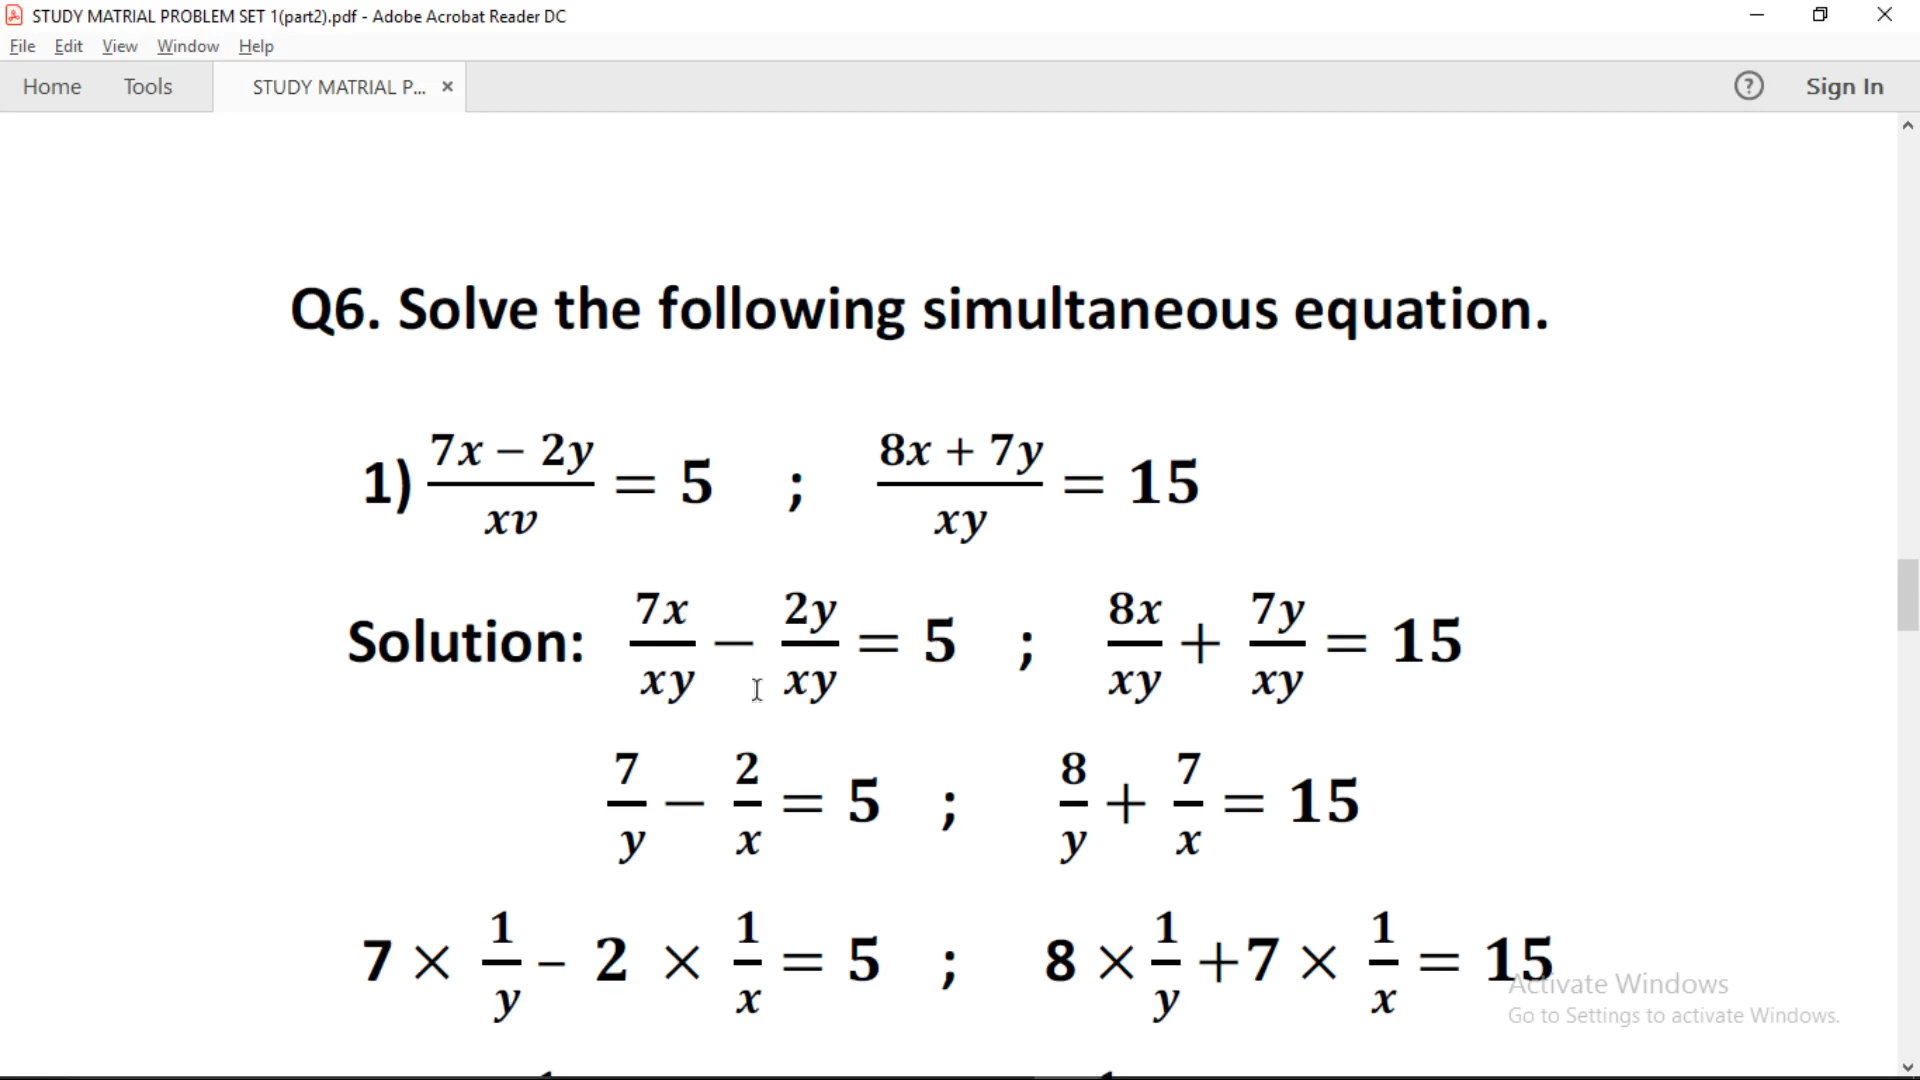 STUDY MATRIAL PROBLEM SET 1(part2).pdf - Adobe Acrobat Reader DC
File Edit View Window Help
Home Tools STUDY MATRIAL P... × ? Sign In
Q6. Solve the following simultaneous equation.
1) (7x − 2y)/(xv) = 5 ; (8x + 7y)/(xy) = 15
Solution: 7x/xy − 2y/xy = 5 ; 8x/xy + 7y/xy = 15
7/y − 2/x = 5 ; 8/y + 7/x = 15
7 × 1/y − 2 × 1/x = 5 ; 8 × 1/y +7 × 1/x = 15
Activate Windows
Go to Settings to activate Windows.